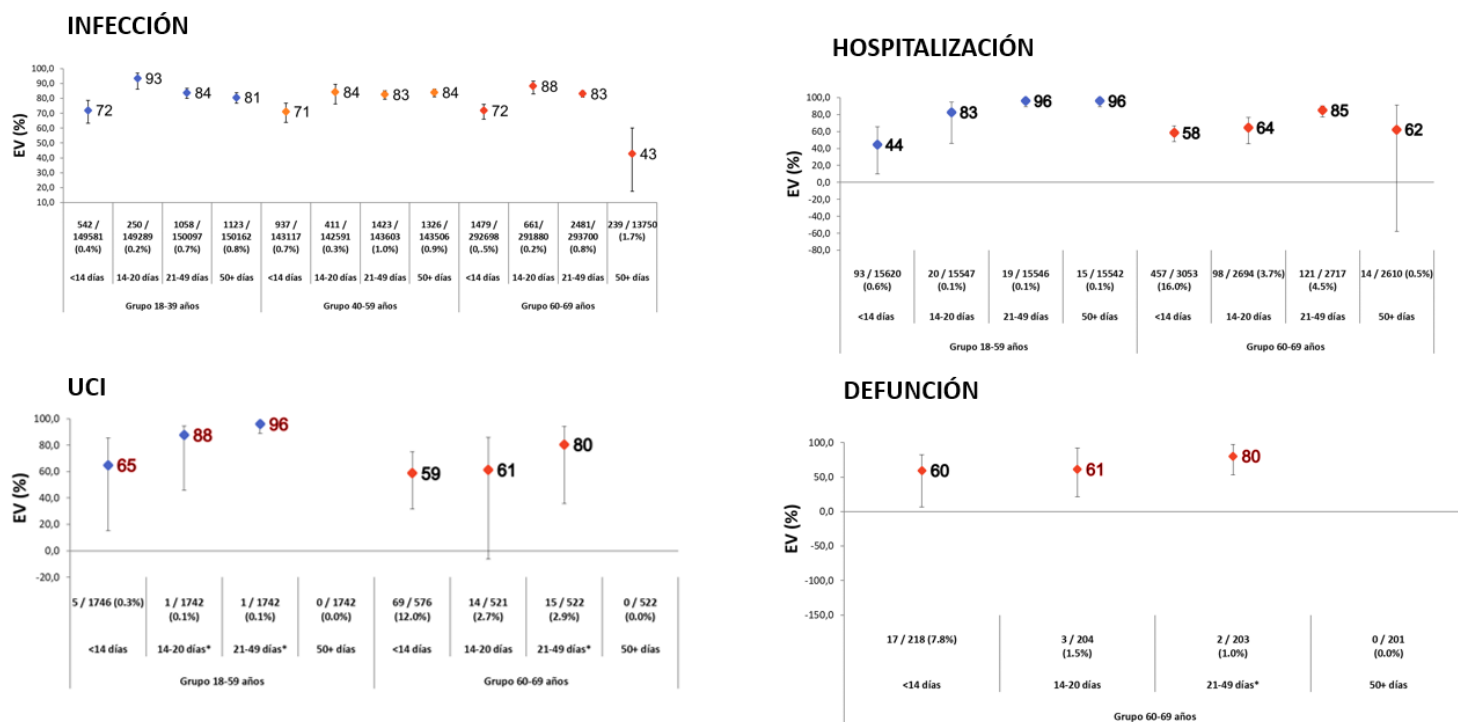 INFECCIÓN
EV (%)
100,0
90,0
80,0
70,0
60,0
50,0
40,0
30,0
20,0
10,0
72 93 84 81 71 84 83 84 72 88 83 43
542 / 250 / 1058 / 1123 / 937 / 411 / 1423 / 1326 / 1479 / 661 / 2481 / 239 / 13750
149581 149289 150097 150162 143117 142591 143603 143506 292698 291880 293700 (1.7%)
(0.4%) (0.2%) (0.7%) (0.8%) (0.7%) (0.3%) (1.0%) (0.9%) (0,.5%) (0.2%) (0.8%)
<14 días 14-20 días 21-49 días 50+ días <14 días 14-20 días 21-49 días 50+ días <14 días 14-20 días 21-49 días 50+ días
Grupo 18-39 años Grupo 40-59 años Grupo 60-69 años
HOSPITALIZACIÓN
EV (%)
100,0
80,0
60,0
40,0
20,0
0,0
-20,0
-40,0
-60,0
-80,0
44 83 96 96 58 64 85 62
93 / 15620 20 / 15547 19 / 15546 15 / 15542 457 / 3053 98 / 2694 (3.7%) 121 / 2717 14 / 2610 (0.5%)
(0.6%) (0.1%) (0.1%) (0.1%) (16.0%) (4.5%)
<14 días 14-20 días 21-49 días 50+ días <14 días 14-20 días 21-49 días 50+ días
Grupo 18-59 años Grupo 60-69 años
UCI
EV (%)
100,0
80,0
60,0
40,0
20,0
0,0
-20,0
65 88 96 59 61 80
5 / 1746 (0.3%) 1 / 1742 1 / 1742 0 / 1742 69 / 576 14 / 521 15 / 522 0 / 522
(0.1%) (0.1%) (0.0%) (12.0%) (2.7%) (2.9%) (0.0%)
<14 días 14-20 días* 21-49 días* 50+ días <14 días 14-20 días 21-49 días* 50+ días
Grupo 18-59 años Grupo 60-69 años
DEFUNCIÓN
EV (%)
100,0
50,0
0,0
-50,0
-100,0
-150,0
60 61 80
17 / 218 (7.8%) 3 / 204 2 / 203 0 / 201
(1.5%) (1.0%) (0.0%)
<14 días 14-20 días 21-49 días* 50+ días
Grupo 60-69 años